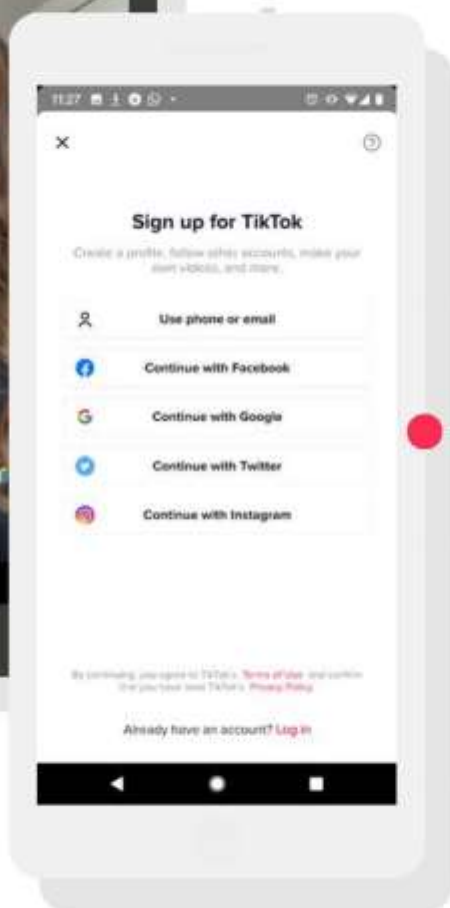 11:27
Sign up for TikTok
Create a profile, follow other accounts, make your
own videos, and more.
Use phone or email
Continue with Facebook
Continue with Google
Continue with Twitter
Continue with Instagram
By continuing, you agree to TikTok's Terms of Use and confirm
that you have read TikTok's Privacy Policy
Already have an account? Log in